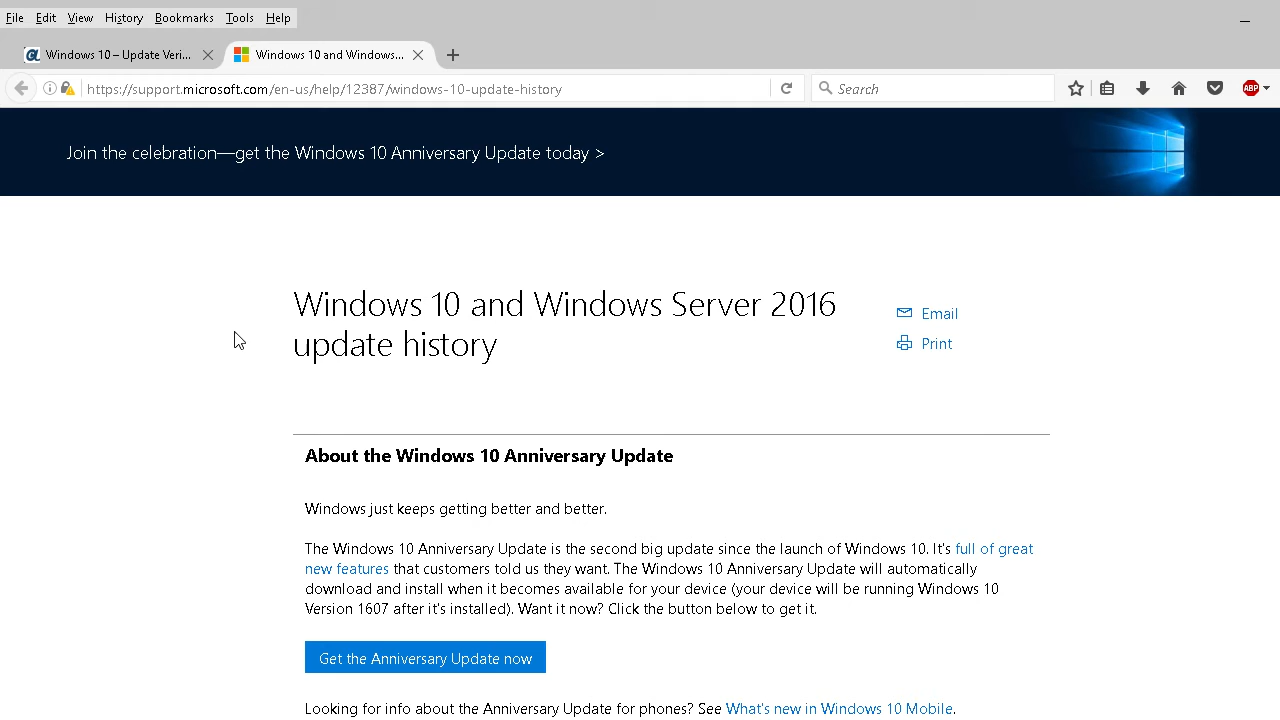 File Edit View History Bookmarks Tools Help
Windows 10 – Update Veri... Windows 10 and Windows...
https://support.microsoft.com/en-us/help/12387/windows-10-update-history Search ABP
Join the celebration—get the Windows 10 Anniversary Update today >
Windows 10 and Windows Server 2016
update history
Email
Print
About the Windows 10 Anniversary Update
Windows just keeps getting better and better.
The Windows 10 Anniversary Update is the second big update since the launch of Windows 10. It's full of great
new features that customers told us they want. The Windows 10 Anniversary Update will automatically
download and install when it becomes available for your device (your device will be running Windows 10
Version 1607 after it's installed). Want it now? Click the button below to get it.
Get the Anniversary Update now
Looking for info about the Anniversary Update for phones? See What's new in Windows 10 Mobile.